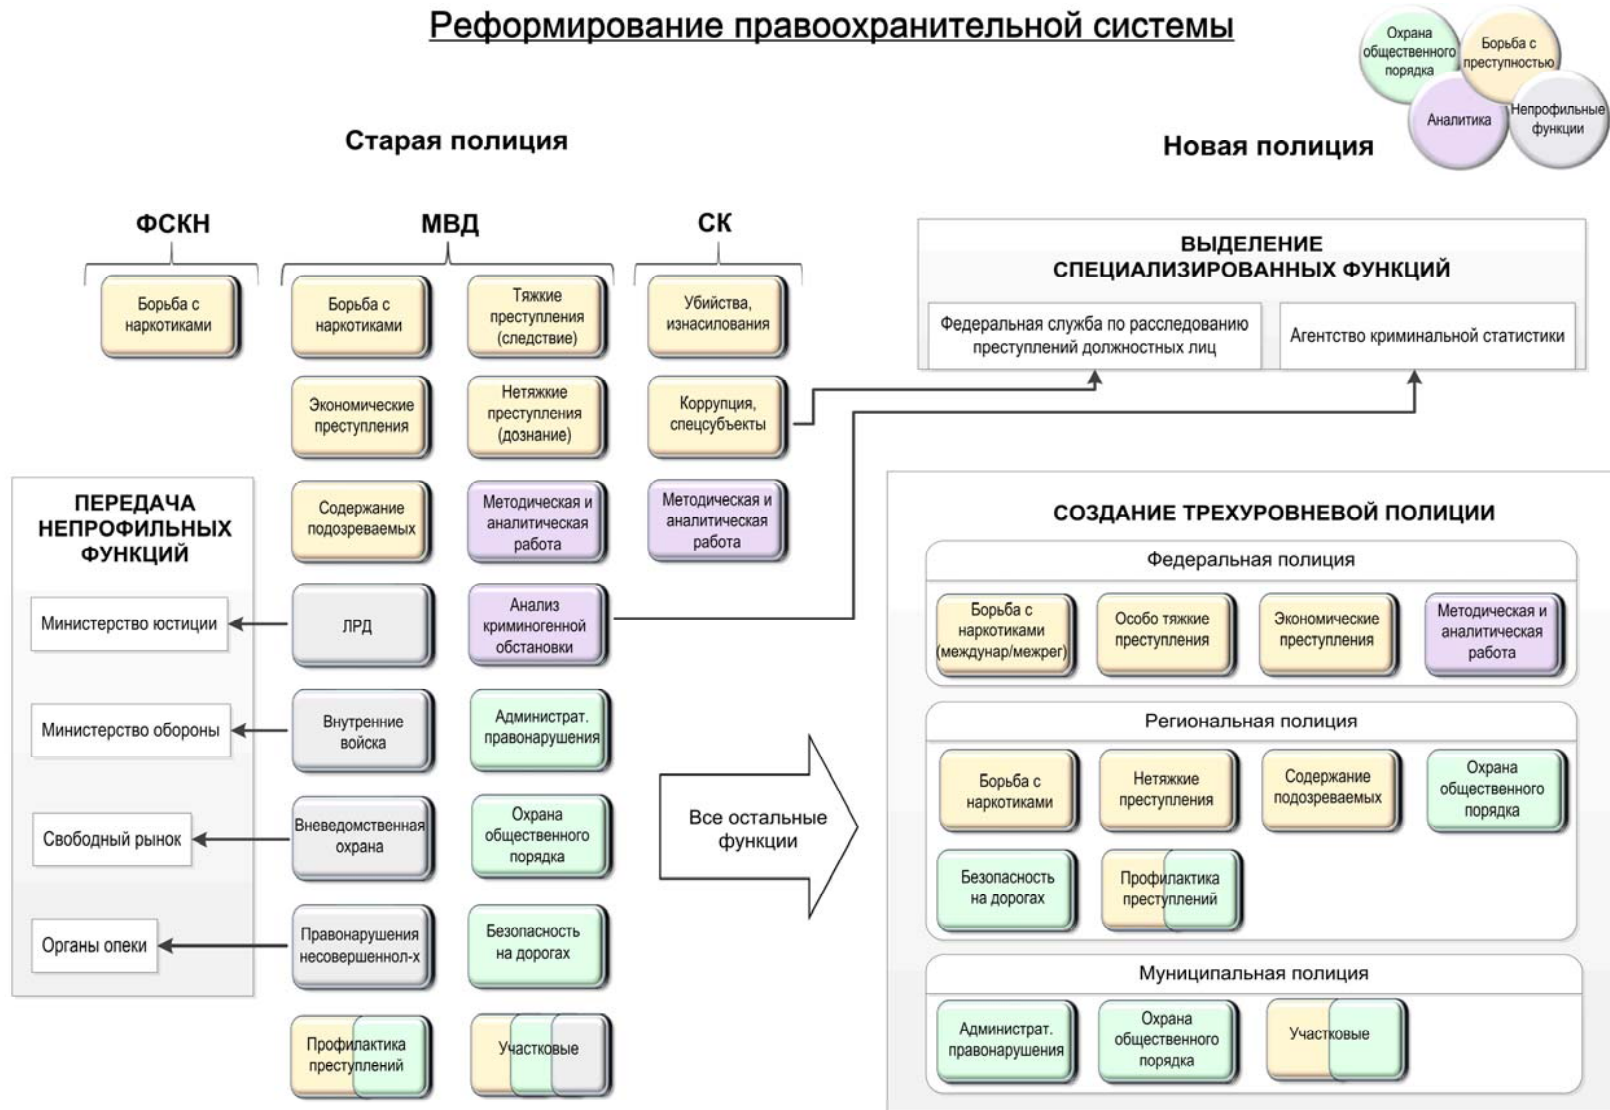 Реформирование правоохранительной системы
Охрана
общественного
порядка
Борьба с
преступностью
Аналитика
Непрофильные
функции
Старая полиция
Новая полиция
ФСКН
МВД
СК
Борьба с
наркотиками
Борьба с
наркотиками
Тяжкие
преступления
(следствие)
Убийства,
изнасилования
Экономические
преступления
Нетяжкие
преступления
(дознание)
Коррупция,
спецсубъекты
Содержание
подозреваемых
Методическая и
аналитическая
работа
Методическая и
аналитическая
работа
ЛРД
Анализ
криминогенной
обстановки
Внутренние
войска
Администрат.
правонарушения
Вневедомственная
охрана
Охрана
общественного
порядка
Правонарушения
несовершеннол-х
Безопасность
на дорогах
Профилактика
преступлений
Участковые
ПЕРЕДАЧА
НЕПРОФИЛЬНЫХ
ФУНКЦИЙ
Министерство юстиции
Министерство обороны
Свободный рынок
Органы опеки
Все остальные
функции
ВЫДЕЛЕНИЕ
СПЕЦИАЛИЗИРОВАННЫХ ФУНКЦИЙ
Федеральная служба по расследованию
преступлений должностных лиц
Агентство криминальной статистики
СОЗДАНИЕ ТРЕХУРОВНЕВОЙ ПОЛИЦИИ
Федеральная полиция
Борьба с
наркотиками
(междунар/межрег)
Особо тяжкие
преступления
Экономические
преступления
Методическая и
аналитическая
работа
Региональная полиция
Борьба с
наркотиками
Нетяжкие
преступления
Содержание
подозреваемых
Охрана
общественного
порядка
Безопасность
на дорогах
Профилактика
преступлений
Муниципальная полиция
Администрат.
правонарушения
Охрана
общественного
порядка
Участковые